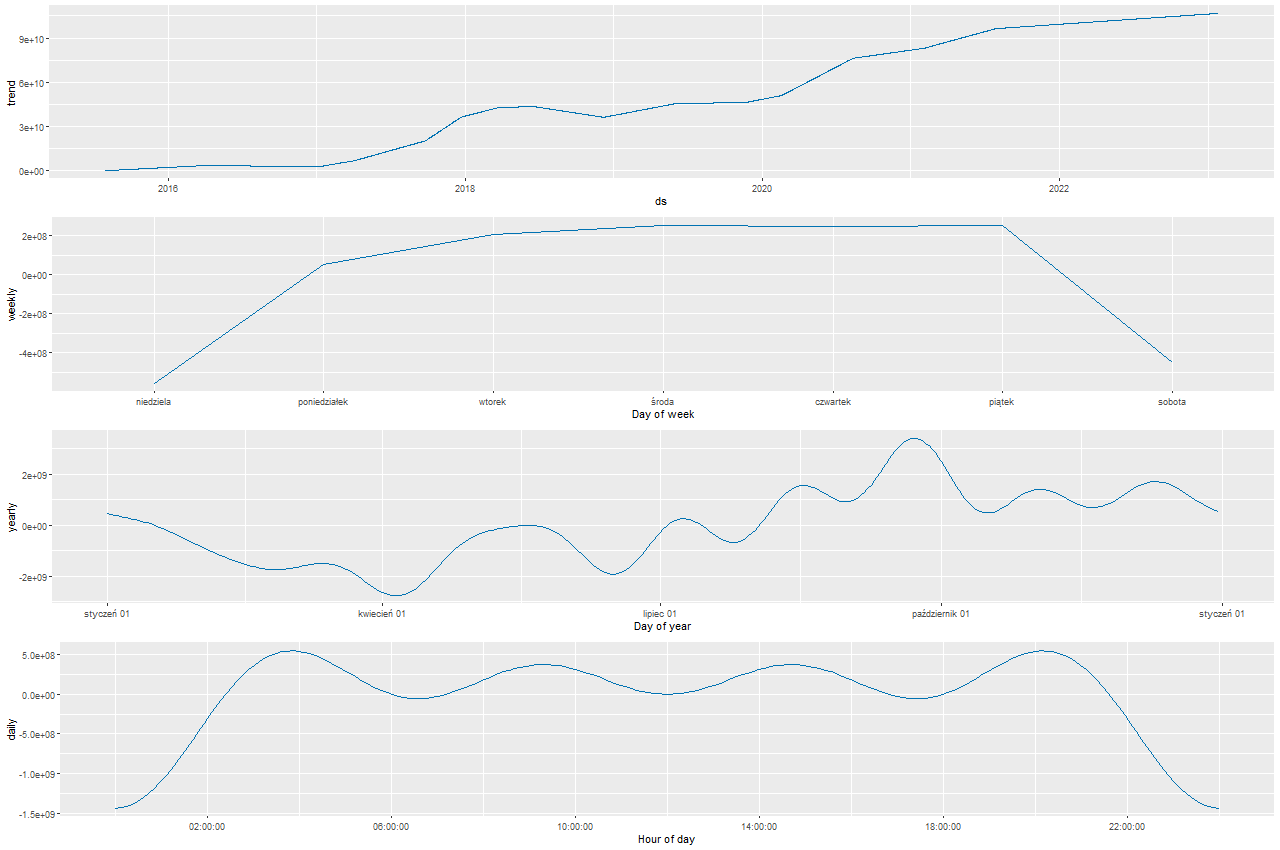 9e+10
6e+10
3e+10
0e+00
trend
2016 2018 2020 2022
ds
2e+08
0e+00
-2e+08
-4e+08
weekly
niedziela poniedziałek wtorek środa czwartek piątek sobota
Day of week
2e+09
0e+00
-2e+09
yearly
styczeń 01 kwiecień 01 lipiec 01 październik 01 styczeń 01
Day of year
5.0e+08
0.0e+00
-5.0e+08
-1.0e+09
-1.5e+09
daily
02:00:00 06:00:00 10:00:00 14:00:00 18:00:00 22:00:00
Hour of day